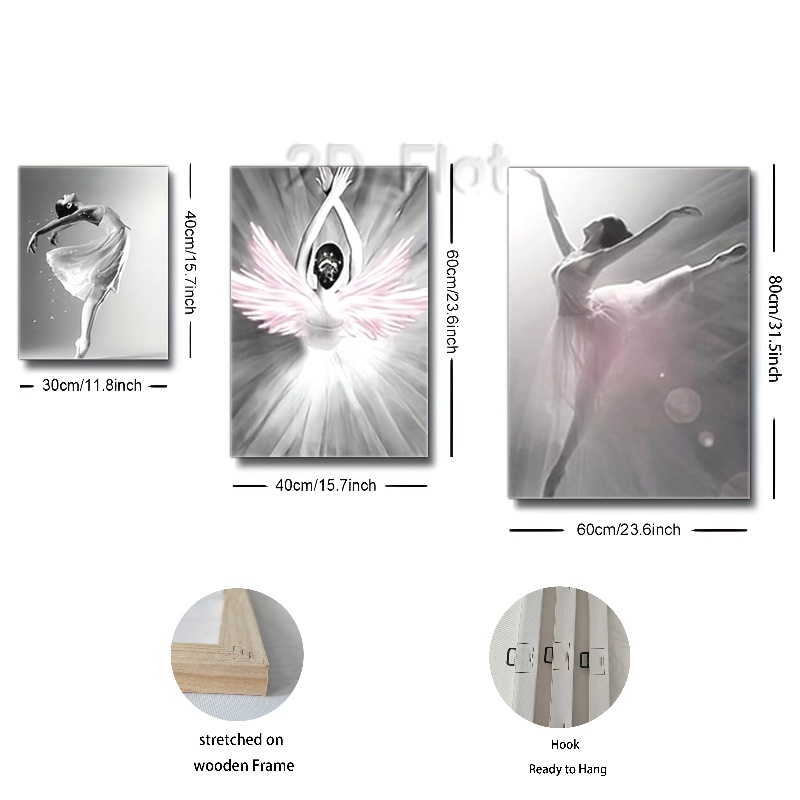 2D_Flat
40cm/15.7inch
30cm/11.8inch
60cm/23.6inch
40cm/15.7inch
80cm/31.5inch
60cm/23.6inch
stretched on
wooden Frame
Hook
Ready to Hang